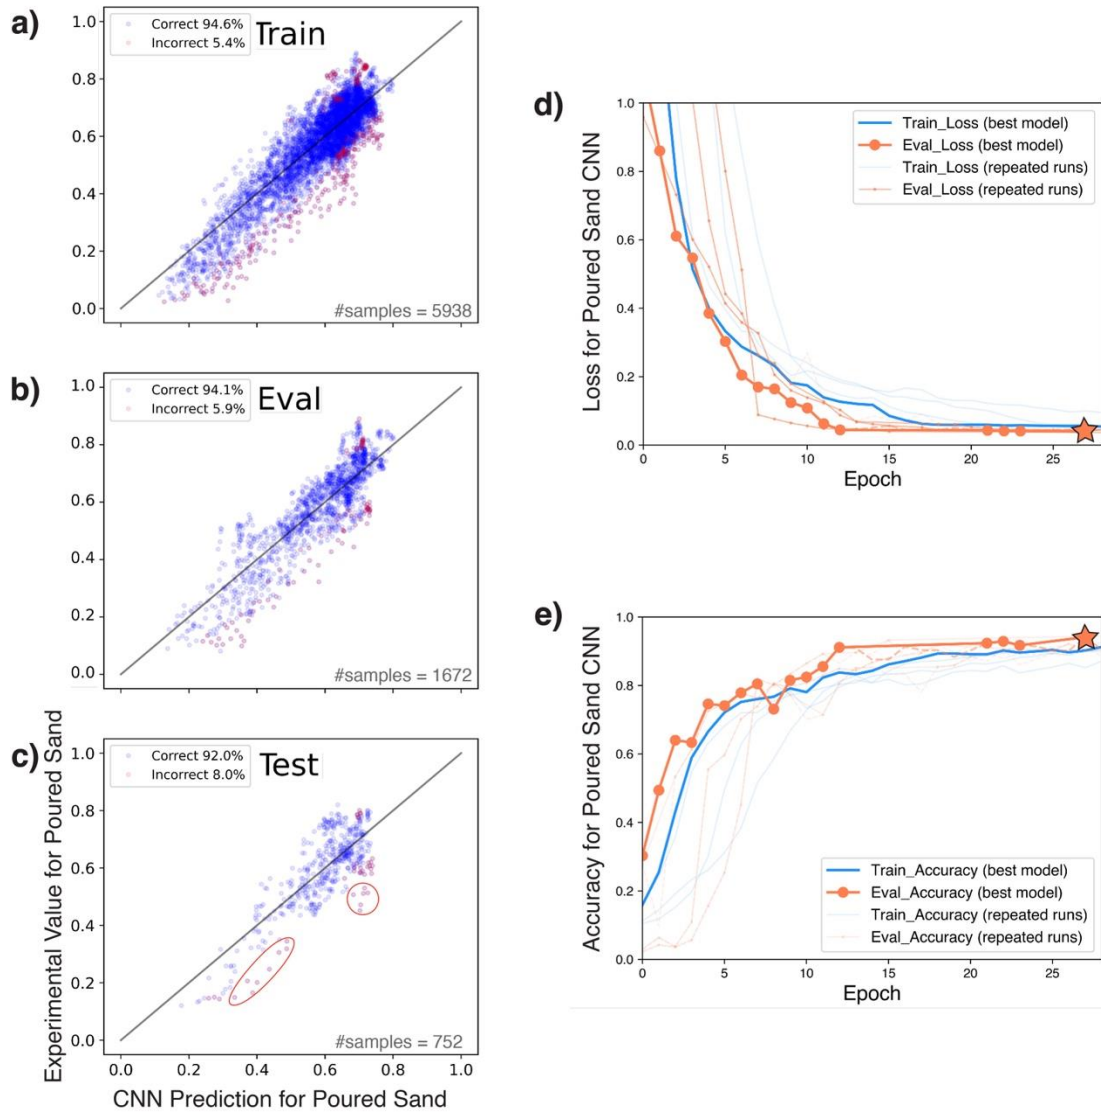 a)
Correct 94.6%
Incorrect 5.4%
Train
1.0
0.8
0.6
0.4
0.2
0.0
#samples = 5938
b)
Correct 94.1%
Incorrect 5.9%
Eval
1.0
0.8
0.6
0.4
0.2
0.0
#samples = 1672
c)
Correct 92.0%
Incorrect 8.0%
Test
1.0
0.8
0.6
0.4
0.2
0.0
#samples = 752
0.0 0.2 0.4 0.6 0.8 1.0
Experimental Value for Poured Sand
CNN Prediction for Poured Sand
d)
Loss for Poured Sand CNN
1.0
0.8
0.6
0.4
0.2
0.0
Train_Loss (best model)
Eval_Loss (best model)
Train_Loss (repeated runs)
Eval_Loss (repeated runs)
0 5 10 15 20 25
Epoch
e)
Accuracy for Poured Sand CNN
1.0
0.8
0.6
0.4
0.2
0.0
Train_Accuracy (best model)
Eval_Accuracy (best model)
Train_Accuracy (repeated runs)
Eval_Accuracy (repeated runs)
0 5 10 15 20 25
Epoch